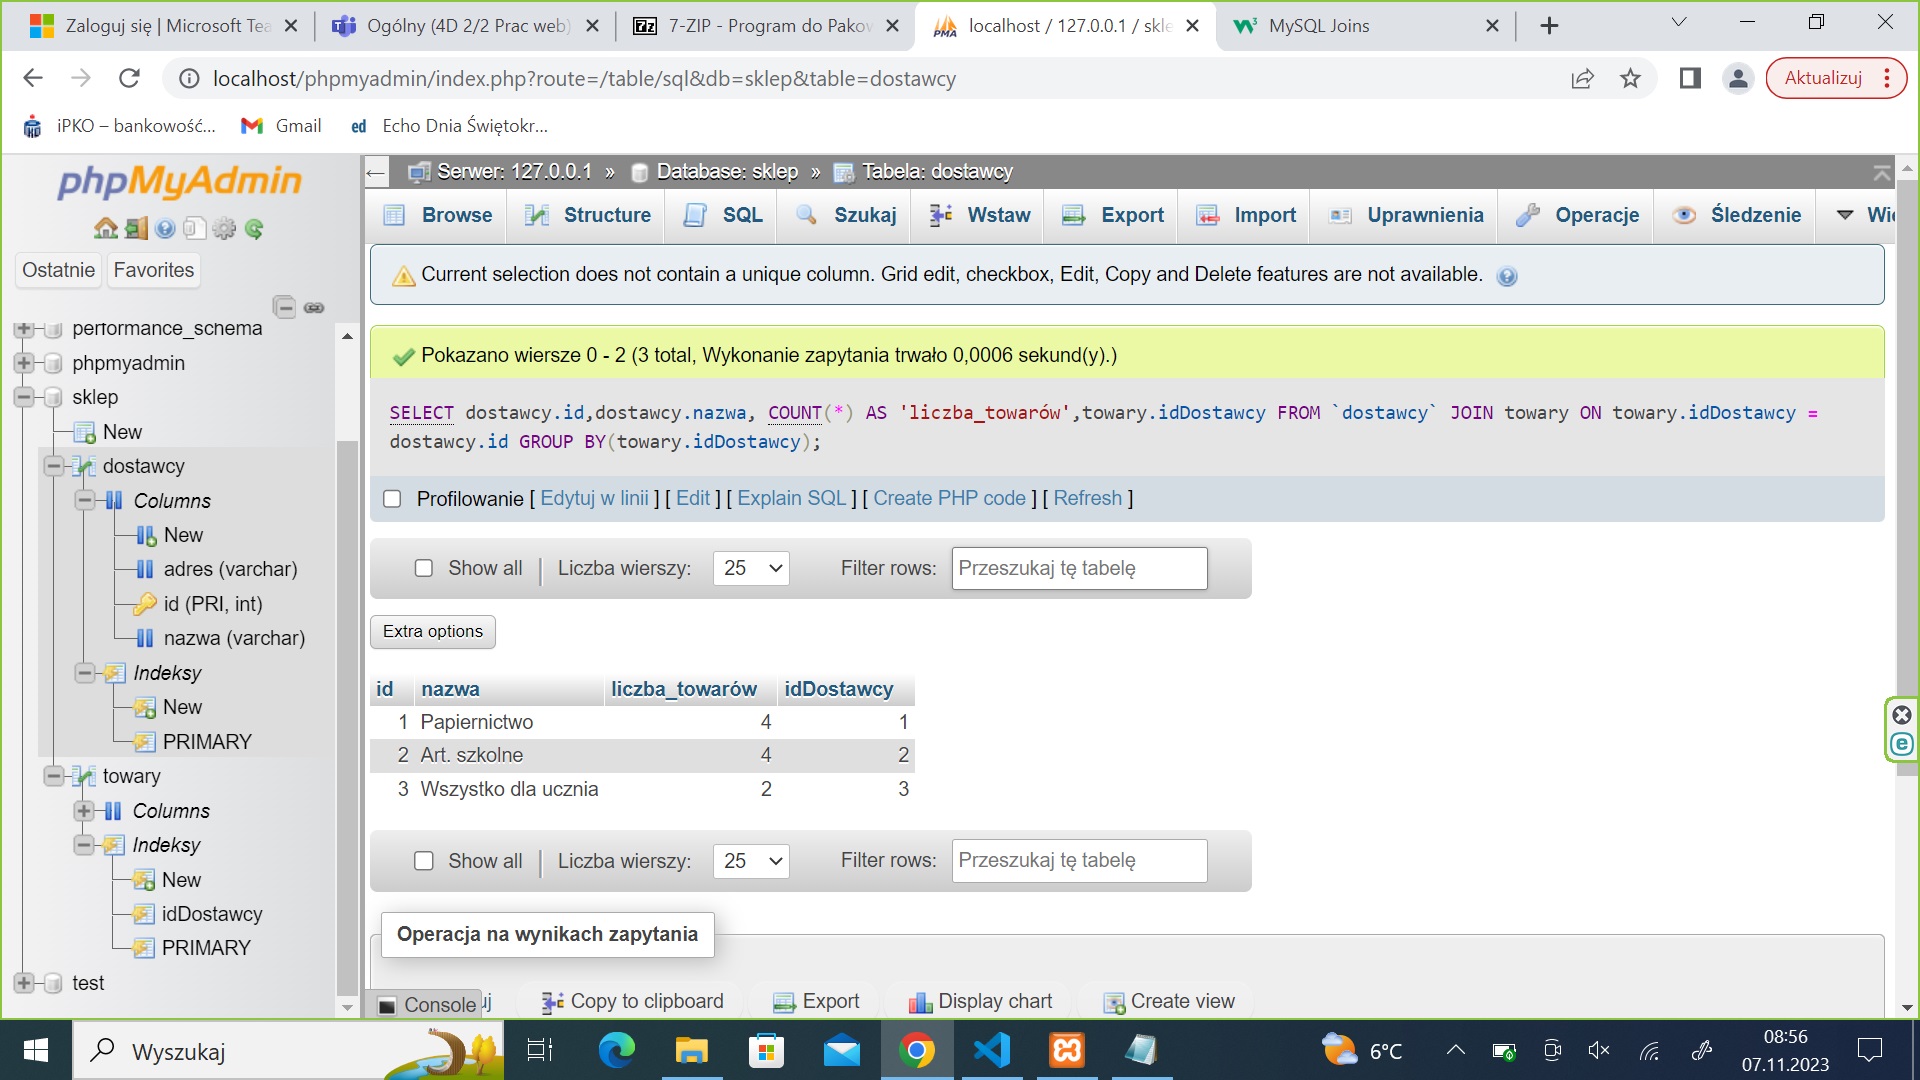 Zaloguj się | Microsoft Tea
Ogólny (4D 2/2 Prac web)
7-ZIP - Program do Pakow
localhost / 127.0.0.1 / skle
MySQL Joins
localhost/phpmyadmin/index.php?route=/table/sql&db=sklep&table=dostawcy
Aktualizuj
iPKO – bankowość...
Gmail
ed Echo Dnia Świętokr...
phpMyAdmin
Ostatnie
Favorites
performance_schema
phpmyadmin
sklep
New
dostawcy
Columns
New
adres (varchar)
id (PRI, int)
nazwa (varchar)
Indeksy
New
PRIMARY
towary
Columns
Indeksy
New
idDostawcy
PRIMARY
test
Serwer: 127.0.0.1 » Database: sklep » Tabela: dostawcy
Browse Structure SQL Szukaj Wstaw Export Import Uprawnienia Operacje Śledzenie Wię
Current selection does not contain a unique column. Grid edit, checkbox, Edit, Copy and Delete features are not available.
Pokazano wiersze 0 - 2 (3 total, Wykonanie zapytania trwało 0,0006 sekund(y).)
SELECT dostawcy.id,dostawcy.nazwa, COUNT(*) AS 'liczba_towarów',towary.idDostawcy FROM `dostawcy` JOIN towary ON towary.idDostawcy =
dostawcy.id GROUP BY(towary.idDostawcy);
Profilowanie [ Edytuj w linii ] [ Edit ] [ Explain SQL ] [ Create PHP code ] [ Refresh ]
Show all | Liczba wierszy: 25 Filter rows: Przeszukaj tę tabelę
Extra options
id nazwa liczba_towarów idDostawcy
1 Papiernictwo 4 1
2 Art. szkolne 4 2
3 Wszystko dla ucznia 2 3
Show all | Liczba wierszy: 25 Filter rows: Przeszukaj tę tabelę
Operacja na wynikach zapytania
Console
Copy to clipboard Export Display chart Create view
Wyszukaj
6°C
08:56
07.11.2023